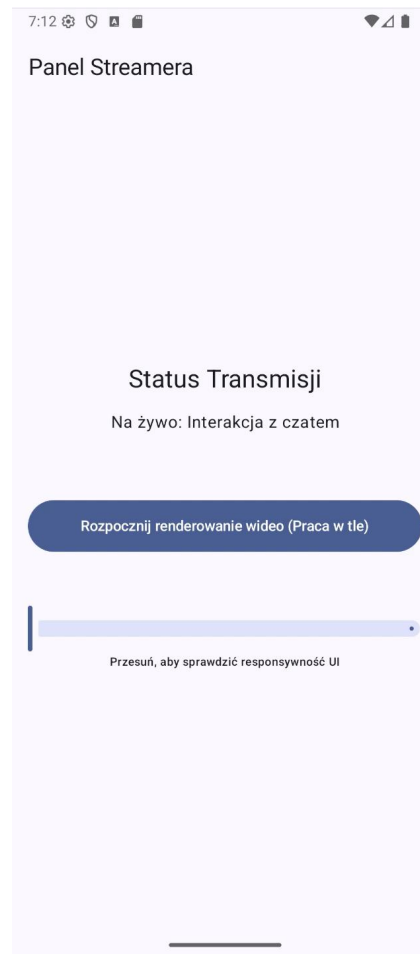 7:12
Panel Streamera
Status Transmisji
Na żywo: Interakcja z czatem
Rozpocznij renderowanie wideo (Praca w tle)
Przesuń, aby sprawdzić responsywność UI